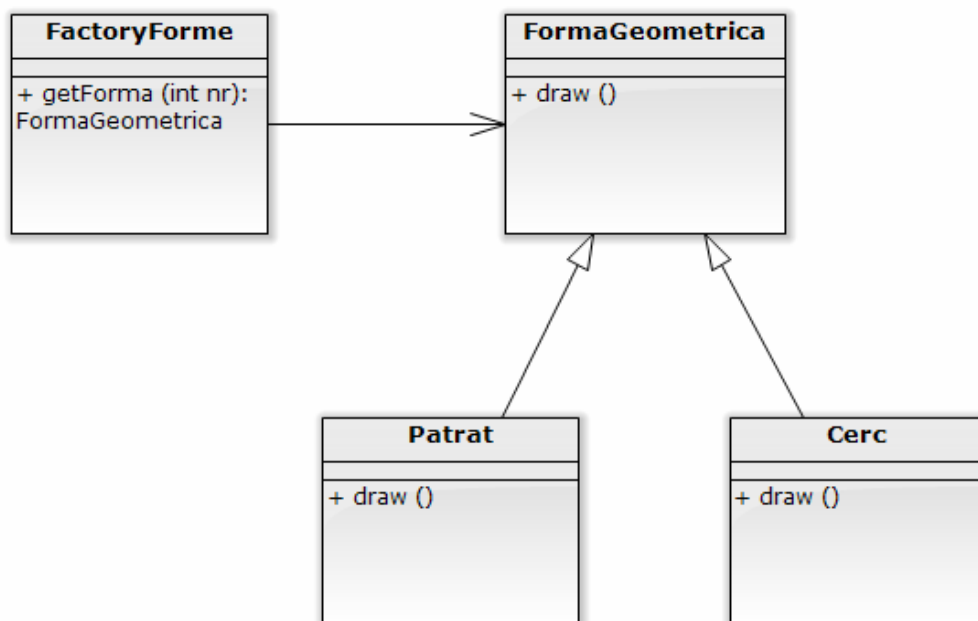 FactoryForme
+ getForma (int nr):
FormaGeometrica
FormaGeometrica
+ draw ()
Patrat
+ draw ()
Cerc
+ draw ()